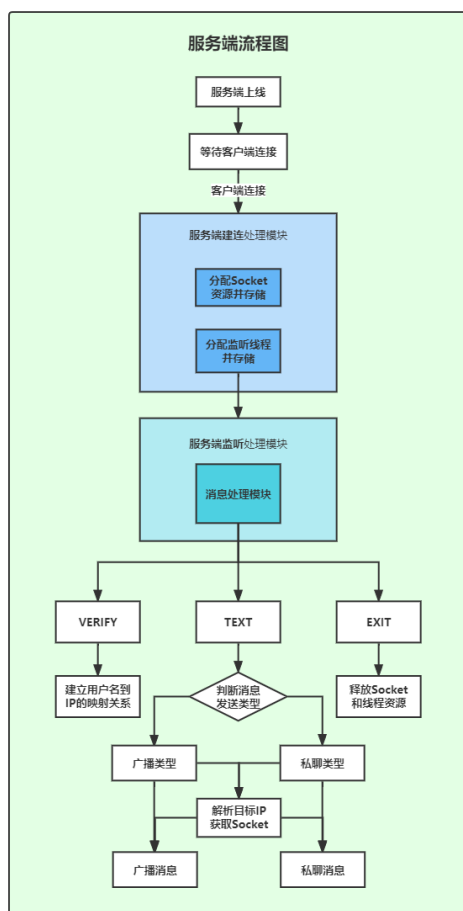 服务端流程图
服务端上线
等待客户端连接
客户端连接
服务端建连处理模块
分配Socket
资源并存储
分配监听线程
并存储
服务端监听处理模块
消息处理模块
VERIFY
TEXT
EXIT
建立用户名到
IP的映射关系
判断消息
发送类型
释放Socket
和线程资源
广播类型
私聊类型
解析目标IP
获取Socket
广播消息
私聊消息